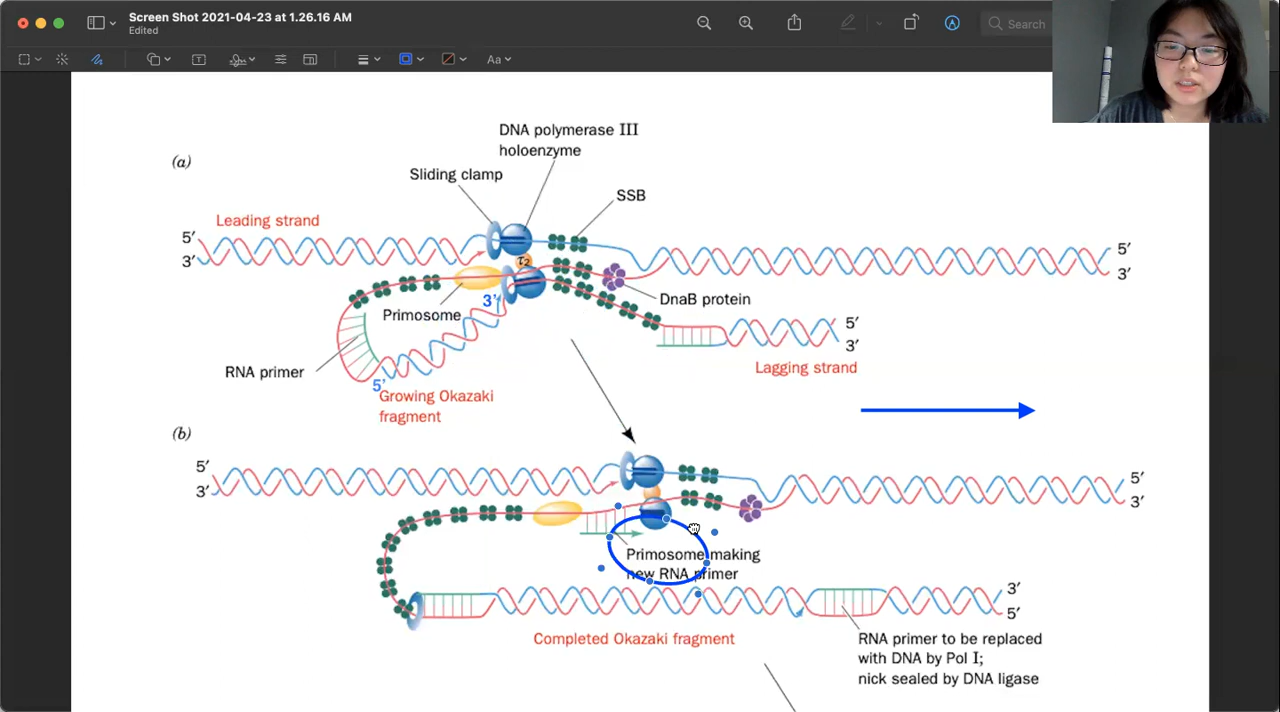 Screen Shot 2021-04-23 at 1.26.16 AM
Edited
Search
Aa
DNA polymerase III
holoenzyme
(a)
Sliding clamp
SSB
Leading strand
5′
3′
5′
3′
τ2
DnaB protein
3'
Primosome
5′
3′
RNA primer
Lagging strand
5'
Growing Okazaki
fragment
(b)
5′
3′
5′
3′
Primosome making
new RNA primer
3′
5′
Completed Okazaki fragment
RNA primer to be replaced
with DNA by Pol I;
nick sealed by DNA ligase